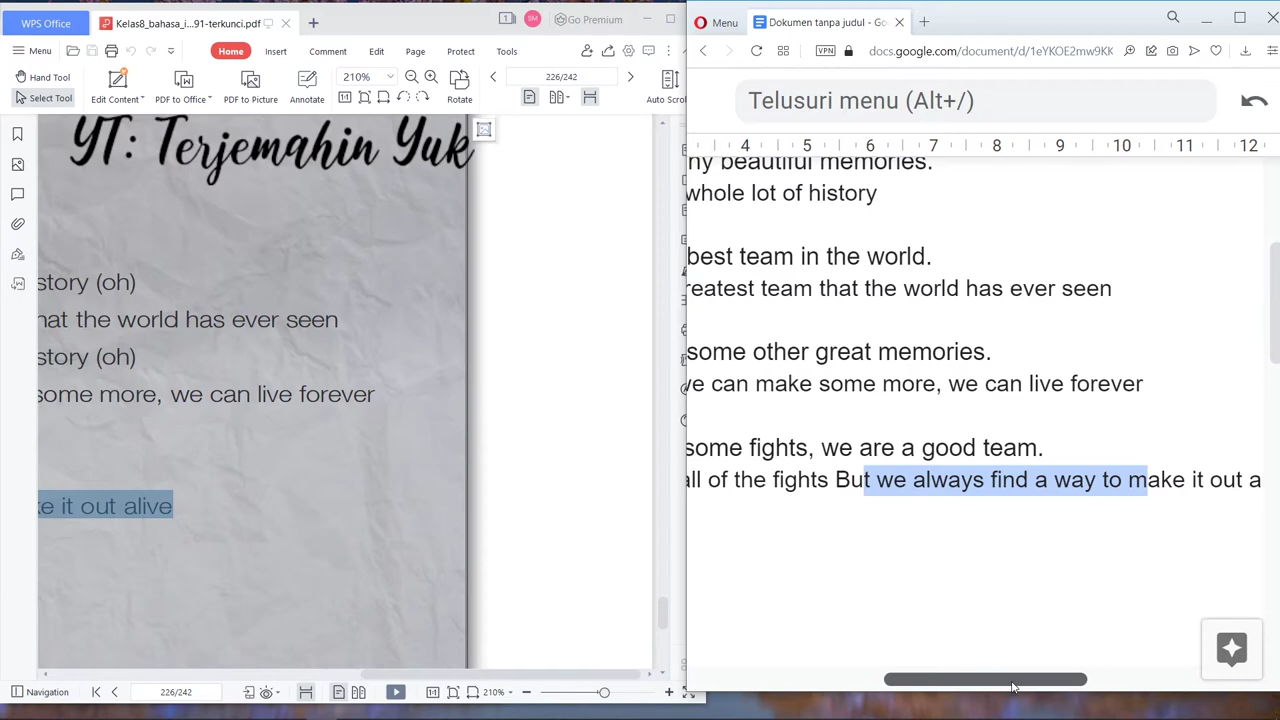 WPS Office
Kelas8_bahasa_i...91-terkunci.pdf
1
SM
Go Premium
Menu
Home
Insert
Comment
Edit
Page
Protect
Tools
Hand Tool
Select Tool
Edit Content
PDF to Office
PDF to Picture
Annotate
210%
Rotate
226/242
Auto Scroll
YT: Terjemahin Yuk
story (oh)
hat the world has ever seen
story (oh)
some more, we can live forever
ke it out alive
Navigation
226/242
210%
Menu
Dokumen tanpa judul - Go
VPN
docs.google.com/document/d/1eYKOE2mw9KK
Telusuri menu (Alt+/)
4 5 6 7 8 9 10 11 12
ny beautiful memories.
whole lot of history
best team in the world.
reatest team that the world has ever seen
some other great memories.
we can make some more, we can live forever
some fights, we are a good team.
all of the fights But we always find a way to make it out a